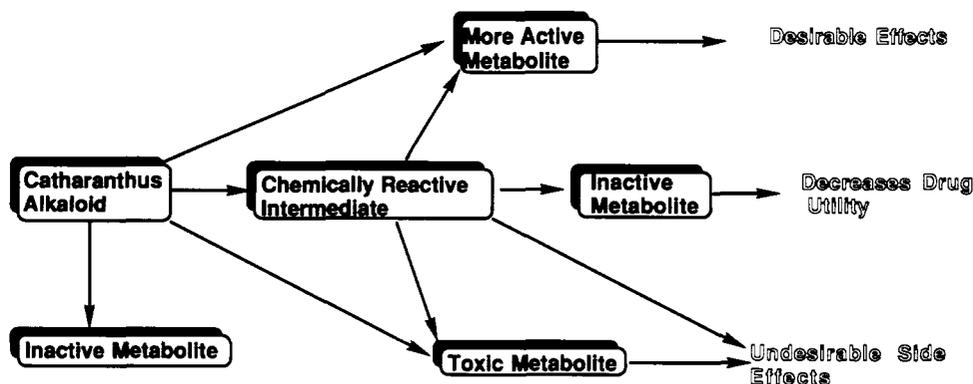 More Active
Metabolite
Desirable Effects
Catharanthus
Alkaloid
Chemically Reactive
Intermediate
Inactive
Metabolite
Decreases Drug
Utility
Inactive Metabolite
Toxic Metabolite
Undesirable Side
Effects